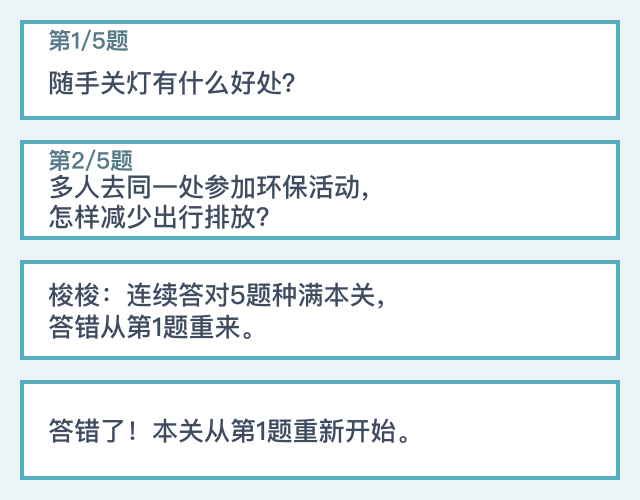 第1/5题
随手关灯有什么好处?
第2/5题
多人去同一处参加环保活动，
怎样减少出行排放?
梭梭：连续答对5题种满本关，
答错从第1题重来。
答错了！本关从第1题重新开始。